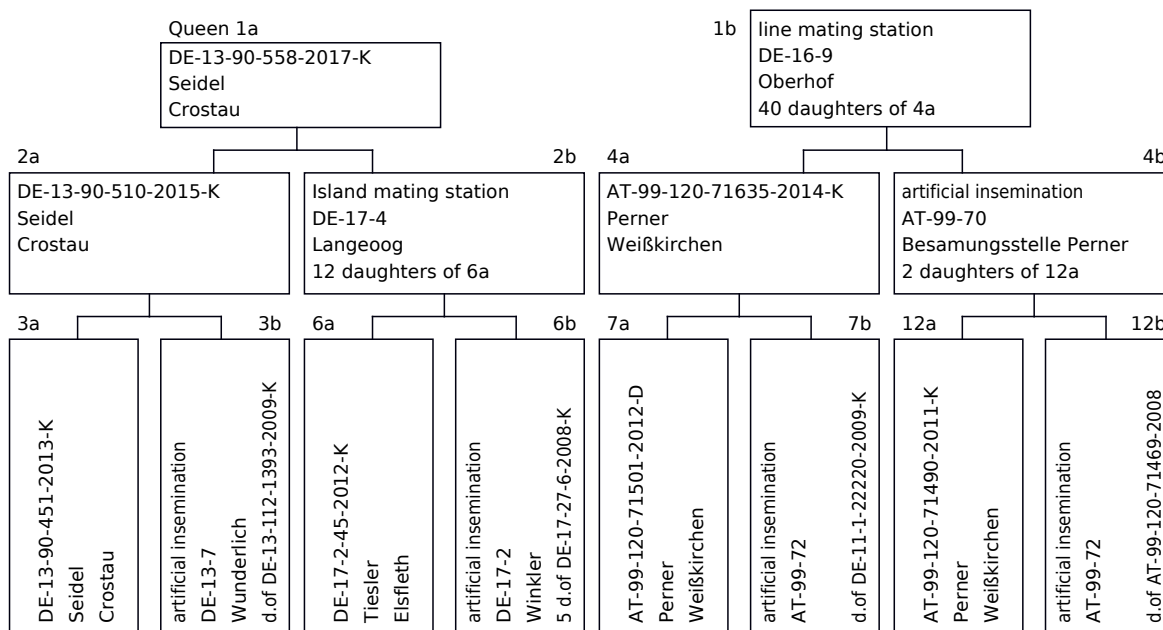 Queen 1a
DE-13-90-558-2017-K
Seidel
Crostau
1b
line mating station
DE-16-9
Oberhof
40 daughters of 4a
2a
DE-13-90-510-2015-K
Seidel
Crostau
2b
Island mating station
DE-17-4
Langeoog
12 daughters of 6a
4a
AT-99-120-71635-2014-K
Perner
Weißkirchen
4b
artificial insemination
AT-99-70
Besamungsstelle Perner
2 daughters of 12a
3a
DE-13-90-451-2013-K
Seidel
Crostau
3b
artificial insemination
DE-13-7
Wunderlich
d.of DE-13-112-1393-2009-K
6a
DE-17-2-45-2012-K
Tiesler
Elsfleth
6b
artificial insemination
DE-17-2
Winkler
5 d.of DE-17-27-6-2008-K
7a
AT-99-120-71501-2012-D
Perner
Weißkirchen
7b
artificial insemination
AT-99-72
d.of DE-11-1-22220-2009-K
12a
AT-99-120-71490-2011-K
Perner
Weißkirchen
12b
artificial insemination
AT-99-72
d.of AT-99-120-71469-2008